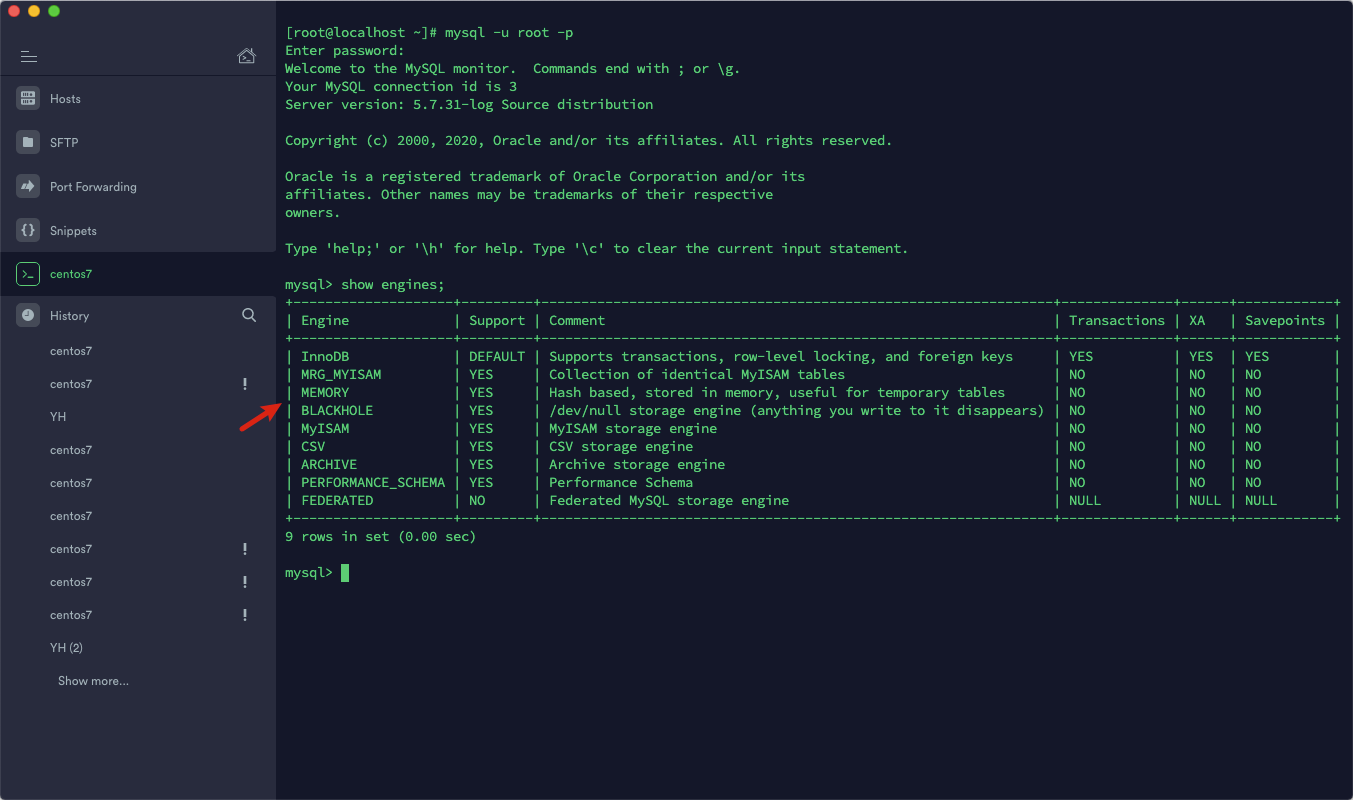 Hosts
SFTP
Port Forwarding
Snippets
centos7
History
centos7
centos7 !
YH
centos7
centos7
centos7
centos7 !
centos7 !
centos7 !
YH (2)
Show more...
[root@localhost ~]# mysql -u root -p
Enter password:
Welcome to the MySQL monitor.  Commands end with ; or \g.
Your MySQL connection id is 3
Server version: 5.7.31-log Source distribution
Copyright (c) 2000, 2020, Oracle and/or its affiliates. All rights reserved.
Oracle is a registered trademark of Oracle Corporation and/or its
affiliates. Other names may be trademarks of their respective
owners.
Type 'help;' or '\h' for help. Type '\c' to clear the current input statement.
mysql> show engines;
+--------------------+---------+----------------------------------------------------------------+--------------+------+------------+
| Engine             | Support | Comment                                                        | Transactions | XA   | Savepoints |
+--------------------+---------+----------------------------------------------------------------+--------------+------+------------+
| InnoDB             | DEFAULT | Supports transactions, row-level locking, and foreign keys     | YES          | YES  | YES        |
| MRG_MYISAM         | YES     | Collection of identical MyISAM tables                          | NO           | NO   | NO         |
| MEMORY             | YES     | Hash based, stored in memory, useful for temporary tables      | NO           | NO   | NO         |
| BLACKHOLE          | YES     | /dev/null storage engine (anything you write to it disappears) | NO           | NO   | NO         |
| MyISAM             | YES     | MyISAM storage engine                                          | NO           | NO   | NO         |
| CSV                | YES     | CSV storage engine                                             | NO           | NO   | NO         |
| ARCHIVE            | YES     | Archive storage engine                                         | NO           | NO   | NO         |
| PERFORMANCE_SCHEMA | YES     | Performance Schema                                             | NO           | NO   | NO         |
| FEDERATED          | NO      | Federated MySQL storage engine                                 | NULL         | NULL | NULL       |
+--------------------+---------+----------------------------------------------------------------+--------------+------+------------+
9 rows in set (0.00 sec)
mysql>